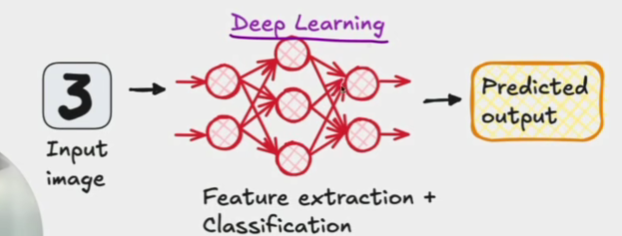 Deep Learning
3
Input
image
Feature extraction +
Classification
Predicted
output